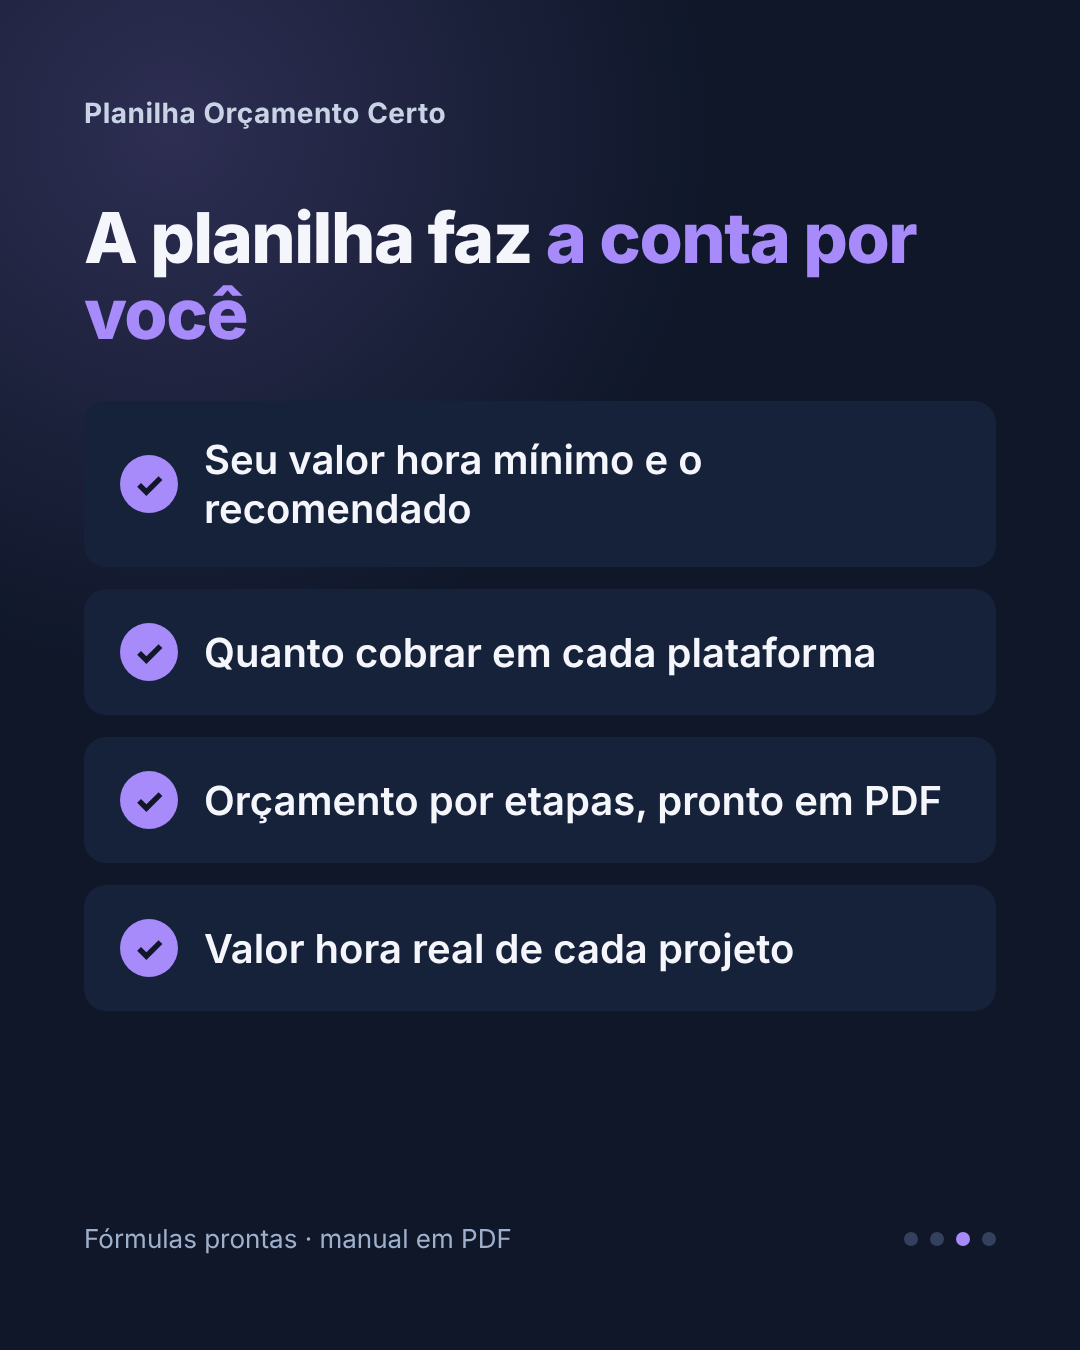 Planilha Orçamento Certo
A planilha faz a conta por
você
Seu valor hora mínimo e o
recomendado
Quanto cobrar em cada plataforma
Orçamento por etapas, pronto em PDF
Valor hora real de cada projeto
Fórmulas prontas · manual em PDF